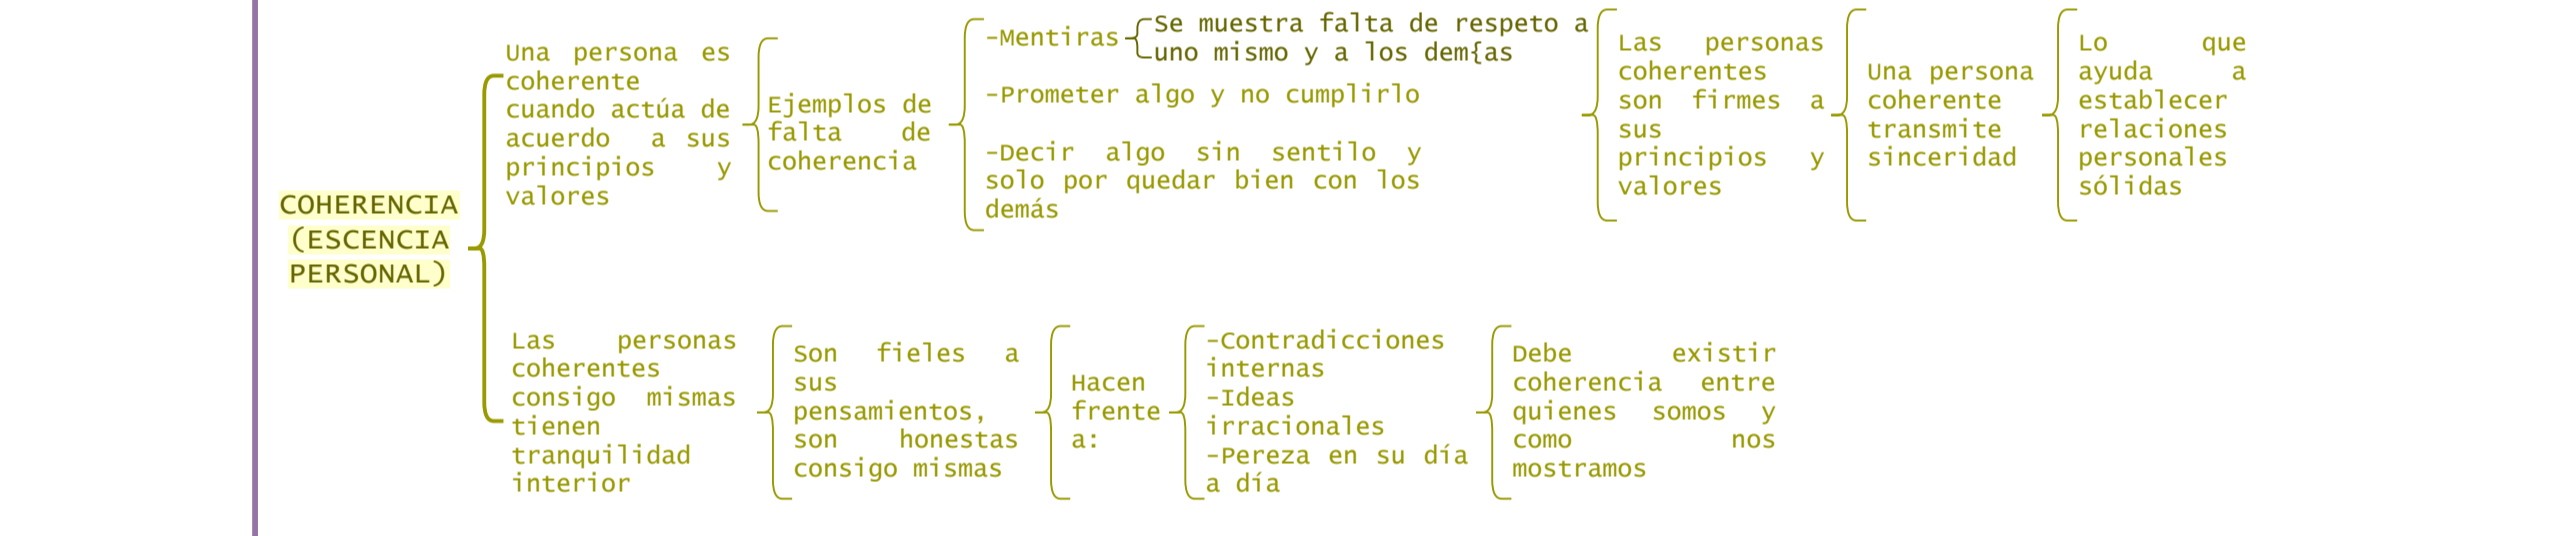 COHERENCIA
(ESCENCIA
PERSONAL)
Una persona es
coherente
cuando actúa de
acuerdo a sus
principios y
valores
Ejemplos de
falta de
coherencia
-Mentiras
Se muestra falta de respeto a
uno mismo y a los dem{as
-Prometer algo y no cumplirlo
-Decir algo sin sentilo y
solo por quedar bien con los
demás
Las personas
coherentes
son firmes a
sus
principios y
valores
Una persona
coherente
transmite
sinceridad
Lo que
ayuda a
establecer
relaciones
personales
sólidas
Las personas
coherentes
consigo mismas
tienen
tranquilidad
interior
Son fieles a
sus
pensamientos,
son honestas
consigo mismas
Hacen
frente
a:
-Contradicciones
internas
-Ideas
irracionales
-Pereza en su día
a día
Debe existir
coherencia entre
quienes somos y
como nos
mostramos